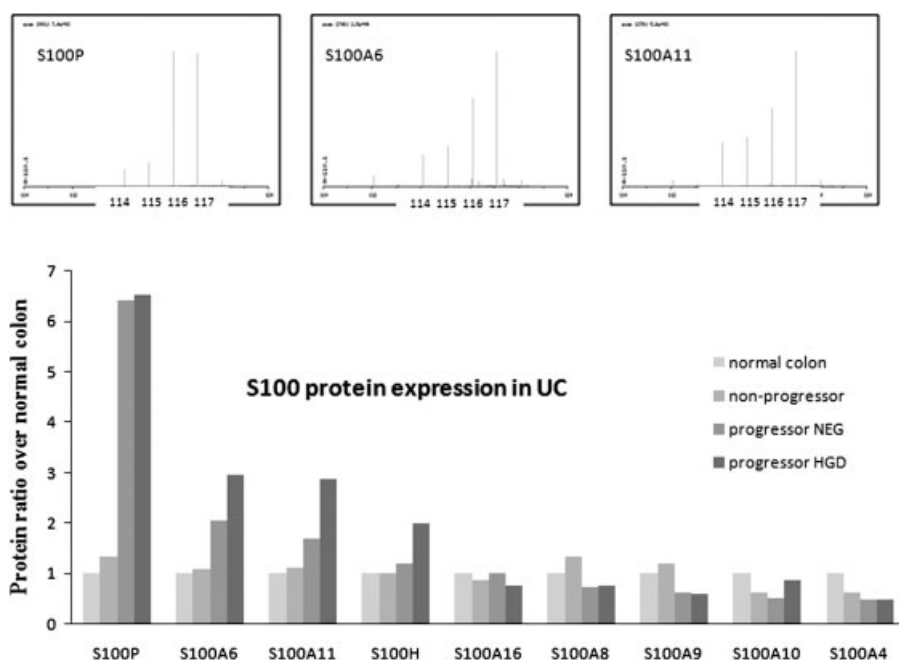 S100P
114 115 116 117
S100A6
114 115 116 117
S100A11
114 115 116 117
S100 protein expression in UC
Protein ratio over normal colon
7
6
5
4
3
2
1
0
normal colon
non-progressor
progressor NEG
progressor HGD
S100P S100A6 S100A11 S100H S100A16 S100A8 S100A9 S100A10 S100A4